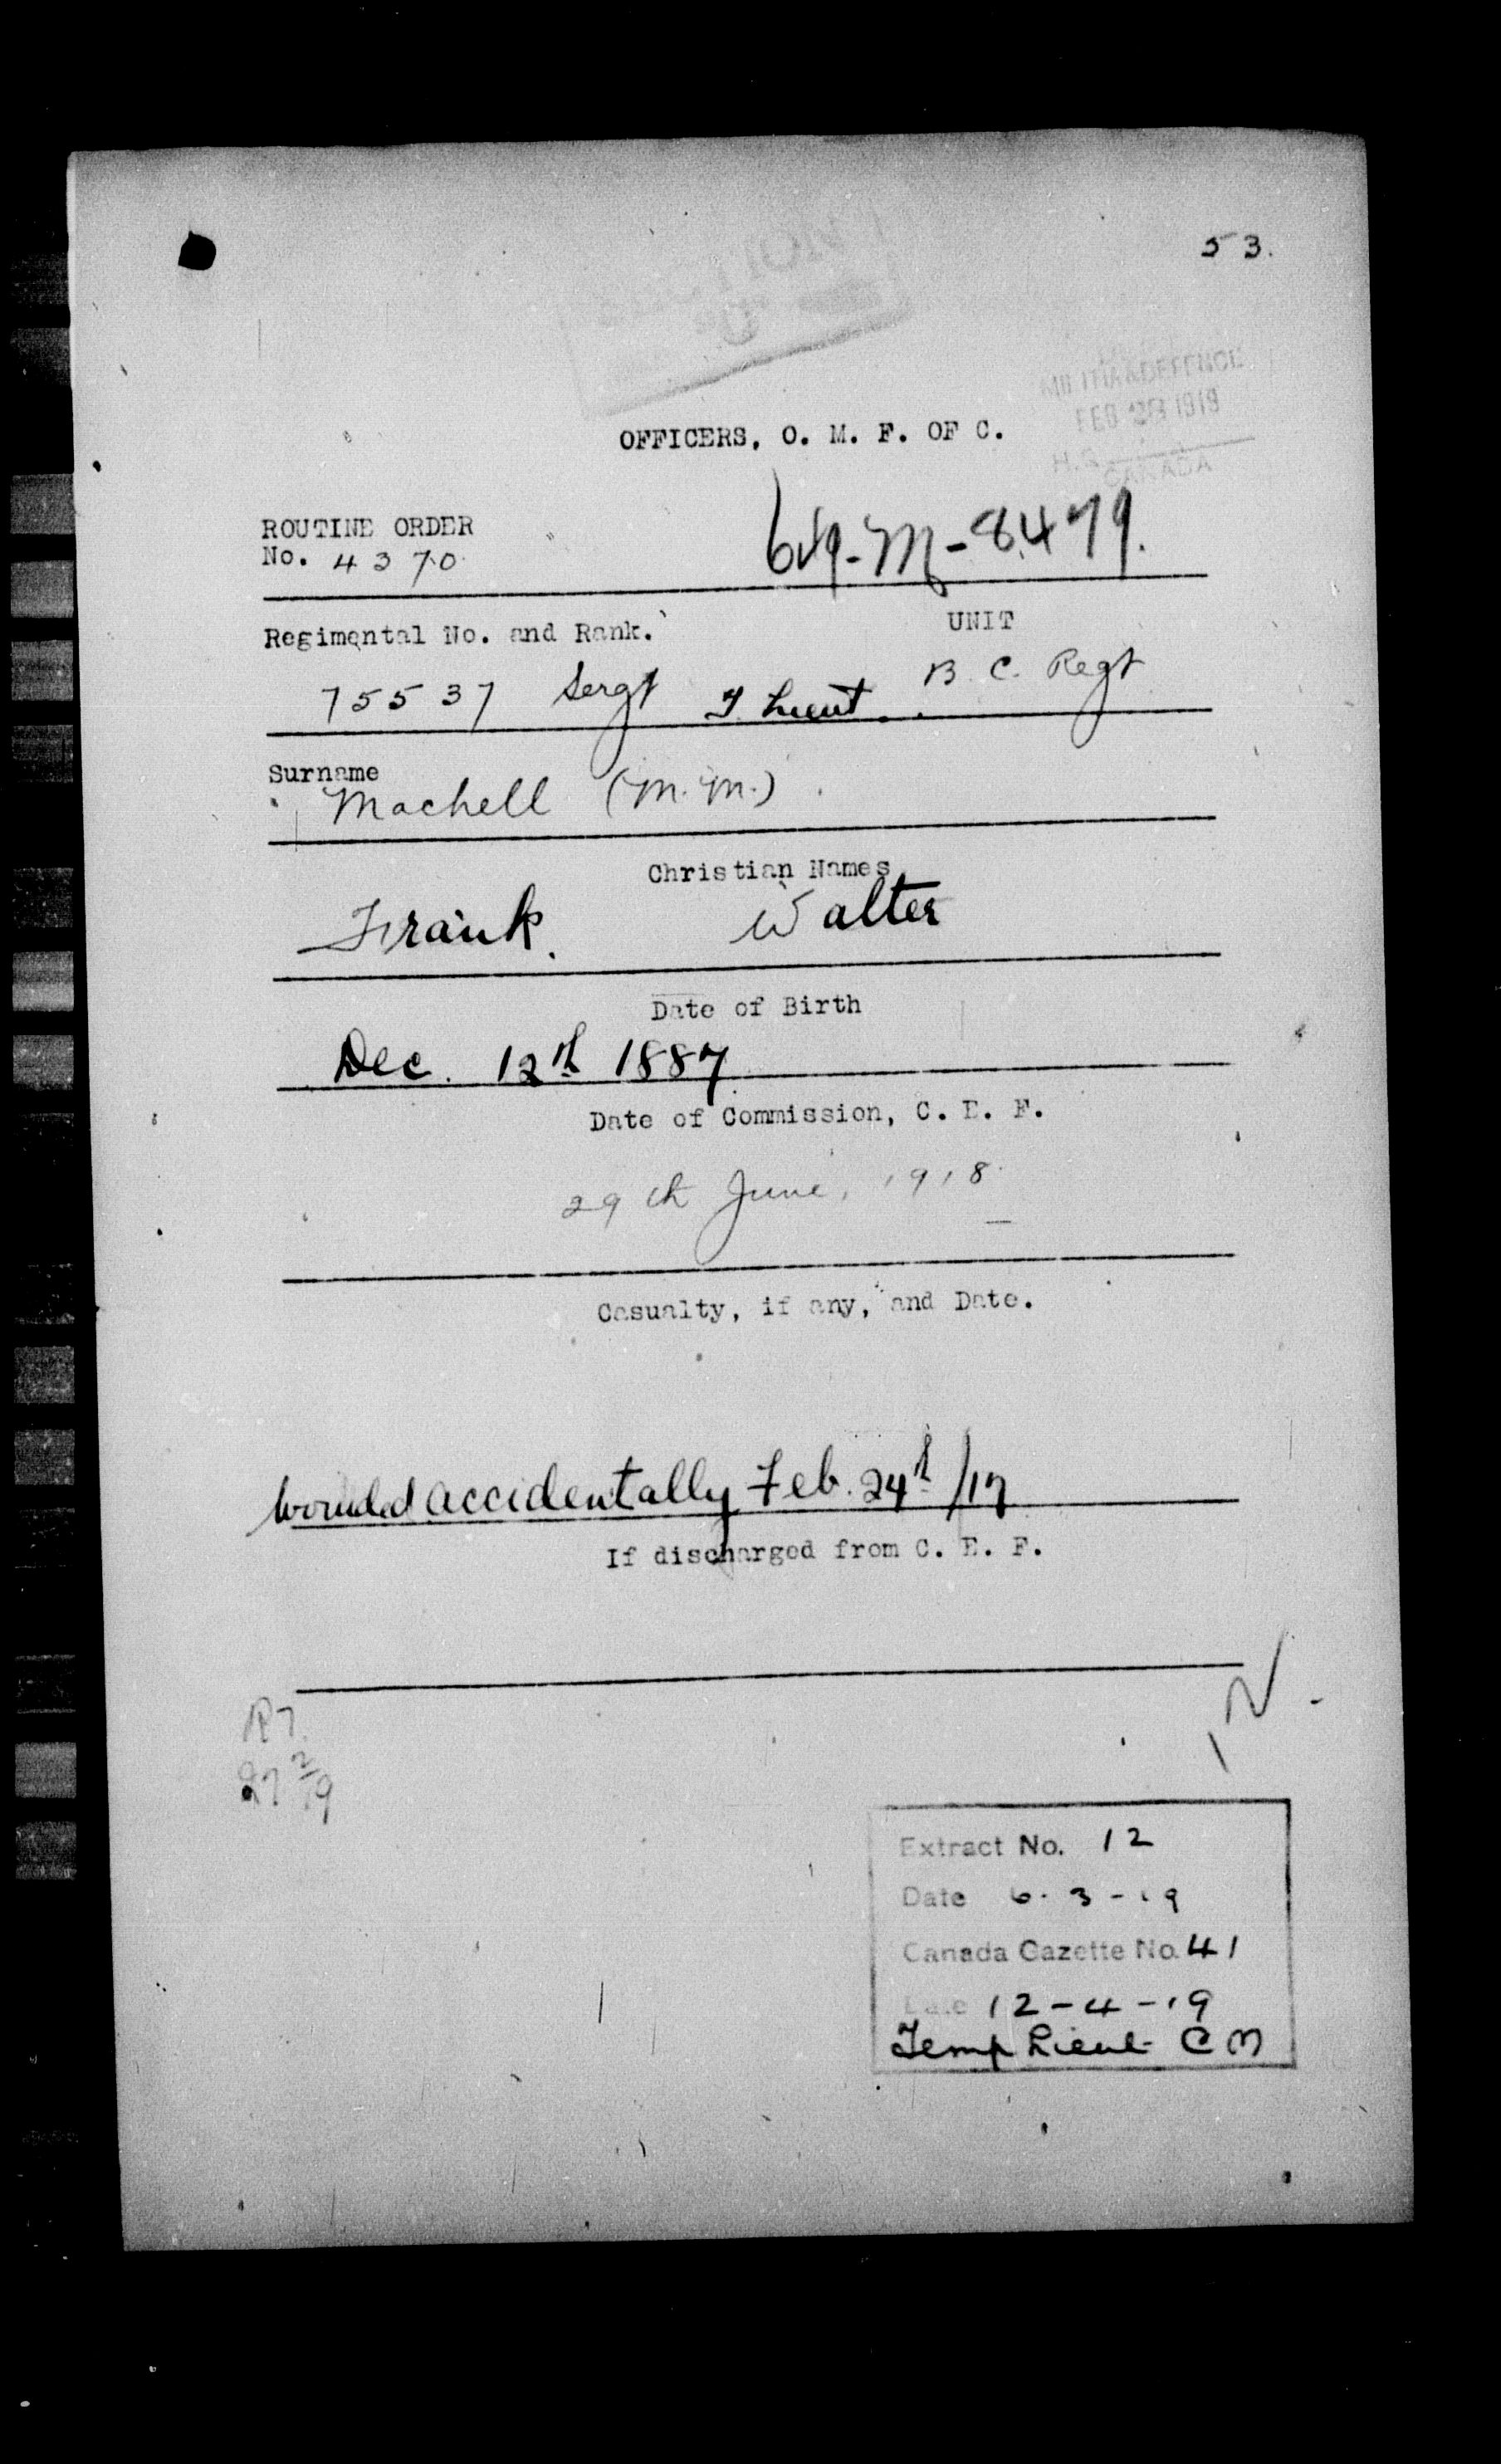 53.
MILITIA & DEFENCE
FEB 28 1919
H.Q.
CANADA
OFFICERS, O. M. F. OF C.
ROUTINE ORDER
No. 4370
649-M-8479.
Regimental No. and Rank.
UNIT
75537 Sergt T Lieut. B. C. Regt
Surname
Machell (M.M.)
Christian Names
Frank Walter
Date of Birth
Dec. 12th 1887
Date of Commission, C. E. F.
29th June, 1918
Casualty, if any, and Date.
wounded accidentally Feb. 24th/17
If discharged from C. E. F.
Extract No. 12
Date 6-3-19
Canada Gazette No. 41
Date 12-4-19
Temp Lieut C M